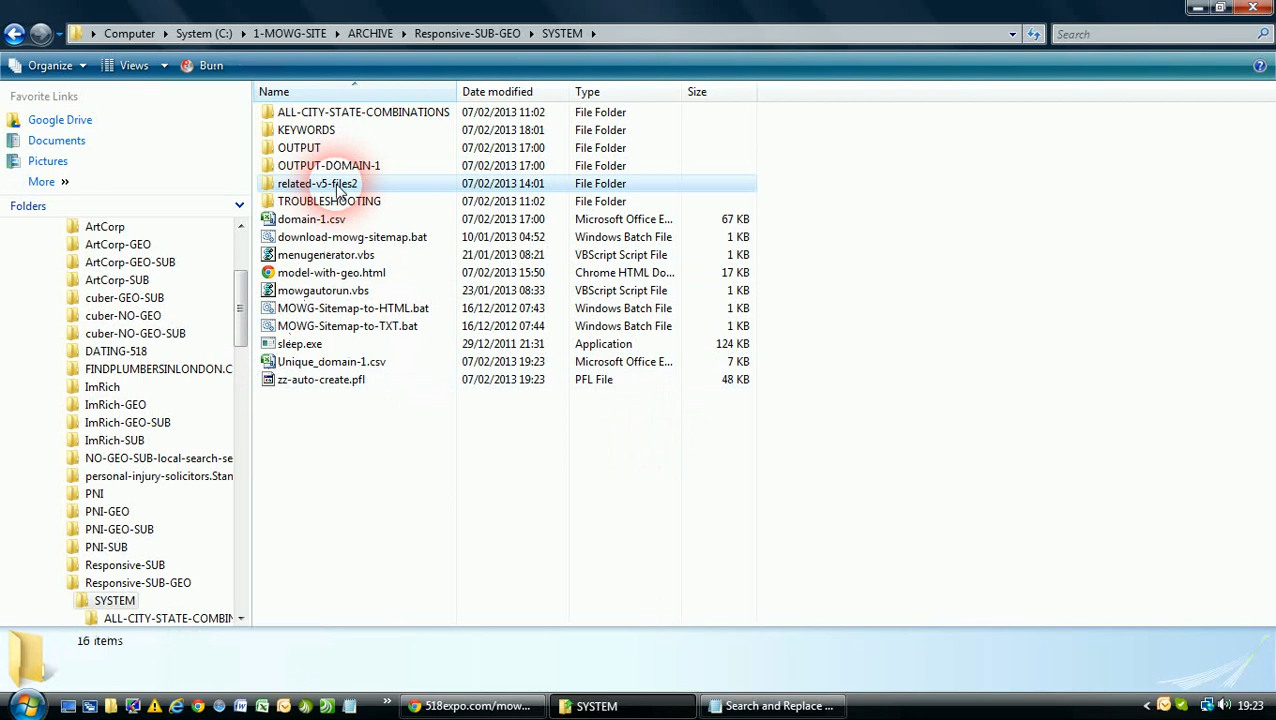 Computer System (C:) 1-MOWG-SITE ARCHIVE Responsive-SUB-GEO SYSTEM Search
Organize Views Burn
Favorite Links
Google Drive
Documents
Pictures
More »
Folders
ArtCorp
ArtCorp-GEO
ArtCorp-GEO-SUB
ArtCorp-SUB
cuber-GEO-SUB
cuber-NO-GEO
cuber-NO-GEO-SUB
DATING-518
FINDPLUMBERSINLONDON.C
ImRich
ImRich-GEO
ImRich-GEO-SUB
ImRich-SUB
NO-GEO-SUB-local-search-se
personal-injury-solicitors.Stan
PNI
PNI-GEO
PNI-GEO-SUB
PNI-SUB
Responsive-SUB
Responsive-SUB-GEO
SYSTEM
ALL-CITY-STATE-COMBIN
Name Date modified Type Size
ALL-CITY-STATE-COMBINATIONS 07/02/2013 11:02 File Folder
KEYWORDS 07/02/2013 18:01 File Folder
OUTPUT 07/02/2013 17:00 File Folder
OUTPUT-DOMAIN-1 07/02/2013 17:00 File Folder
related-v5-files2 07/02/2013 14:01 File Folder
TROUBLESHOOTING 07/02/2013 11:02 File Folder
domain-1.csv 07/02/2013 17:00 Microsoft Office E... 67 KB
download-mowg-sitemap.bat 10/01/2013 04:52 Windows Batch File 1 KB
menugenerator.vbs 21/01/2013 08:21 VBScript Script File 1 KB
model-with-geo.html 07/02/2013 15:50 Chrome HTML Do... 17 KB
mowgautorun.vbs 23/01/2013 08:33 VBScript Script File 1 KB
MOWG-Sitemap-to-HTML.bat 16/12/2012 07:43 Windows Batch File 1 KB
MOWG-Sitemap-to-TXT.bat 16/12/2012 07:44 Windows Batch File 1 KB
sleep.exe 29/12/2011 21:31 Application 124 KB
Unique_domain-1.csv 07/02/2013 19:23 Microsoft Office E... 7 KB
zz-auto-create.pfl 07/02/2013 19:23 PFL File 48 KB
16 items
518expo.com/mow... SYSTEM Search and Replace ... 19:23